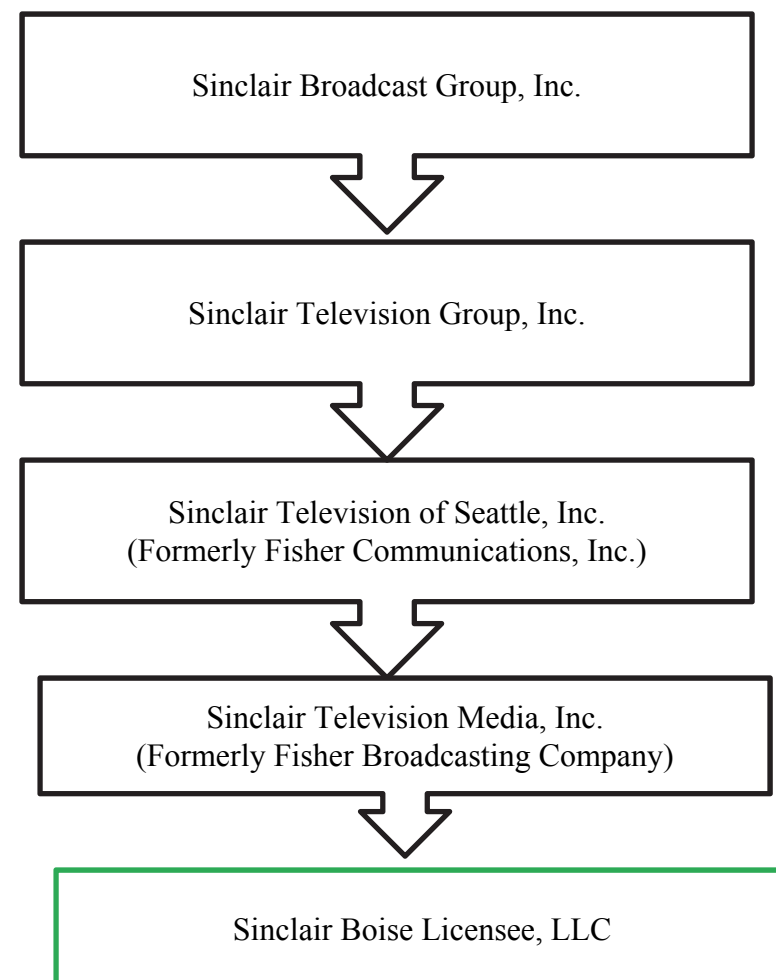 Sinclair Broadcast Group, Inc.
Sinclair Television Group, Inc.
Sinclair Television of Seattle, Inc.
(Formerly Fisher Communications, Inc.)
Sinclair Television Media, Inc.
(Formerly Fisher Broadcasting Company)
Sinclair Boise Licensee, LLC